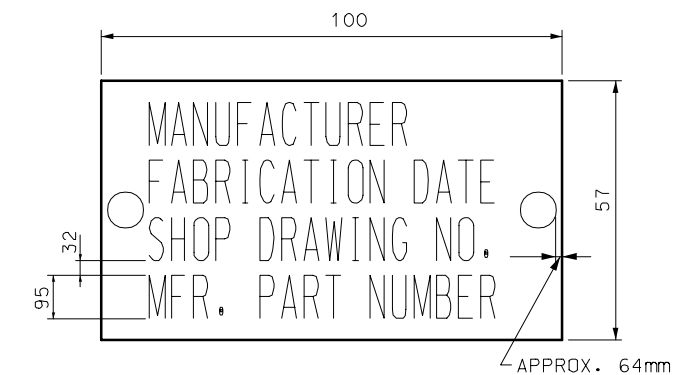 100
MANUFACTURER
FABRICATION DATE
SHOP DRAWING NO.
MFR. PART NUMBER
57
32
95
APPROX. 64mm